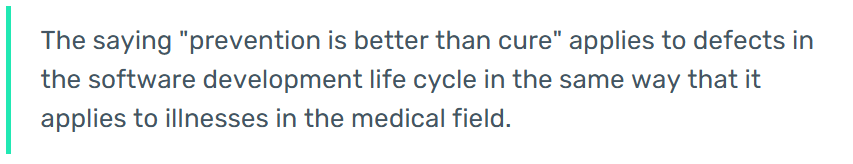 The saying "prevention is better than cure" applies to defects in
the software development life cycle in the same way that it
applies to illnesses in the medical field.